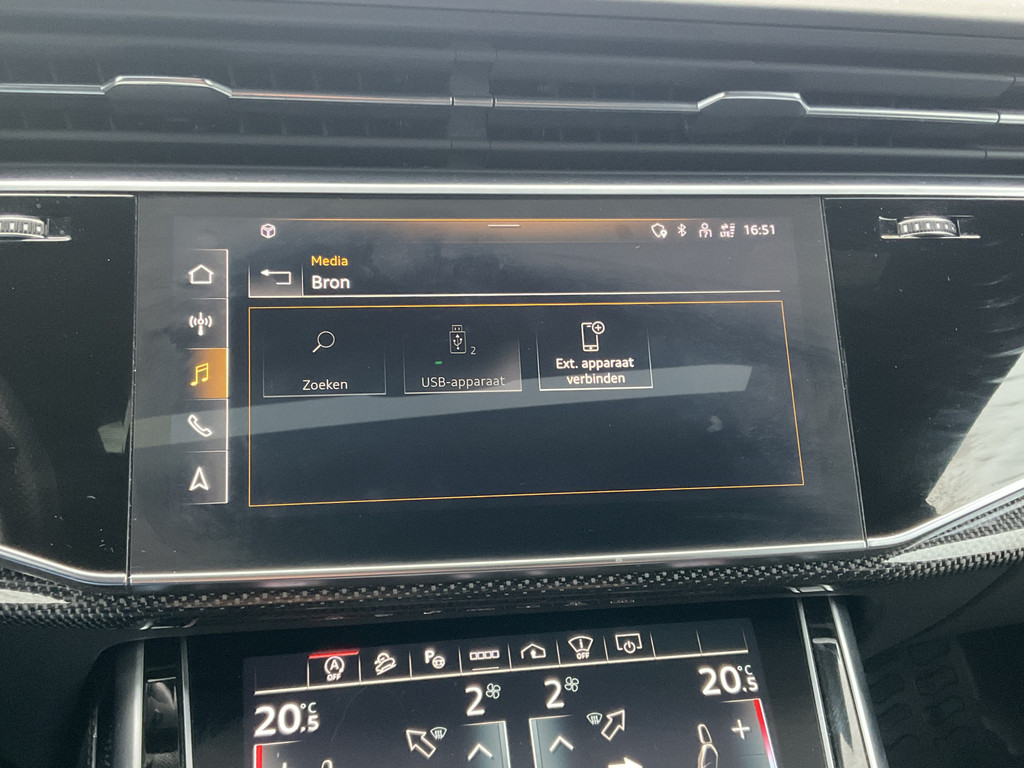 16:51
Media
Bron
Zoeken
2
USB-apparaat
Ext. apparaat
verbinden
A
OFF
P
OFF
20.5°C
2
2
20.5°C
+